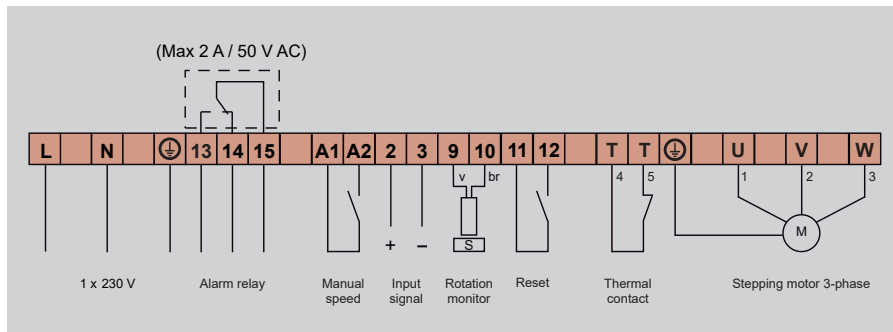 (Max 2 A / 50 V AC)
L N 13 14 15 A1 A2 2 3 9 10 11 12 T T U V W
v br 4 5 1 2 3
M
+ – S
1 x 230 V Alarm relay Manual speed Input signal Rotation monitor Reset Thermal contact Stepping motor 3-phase